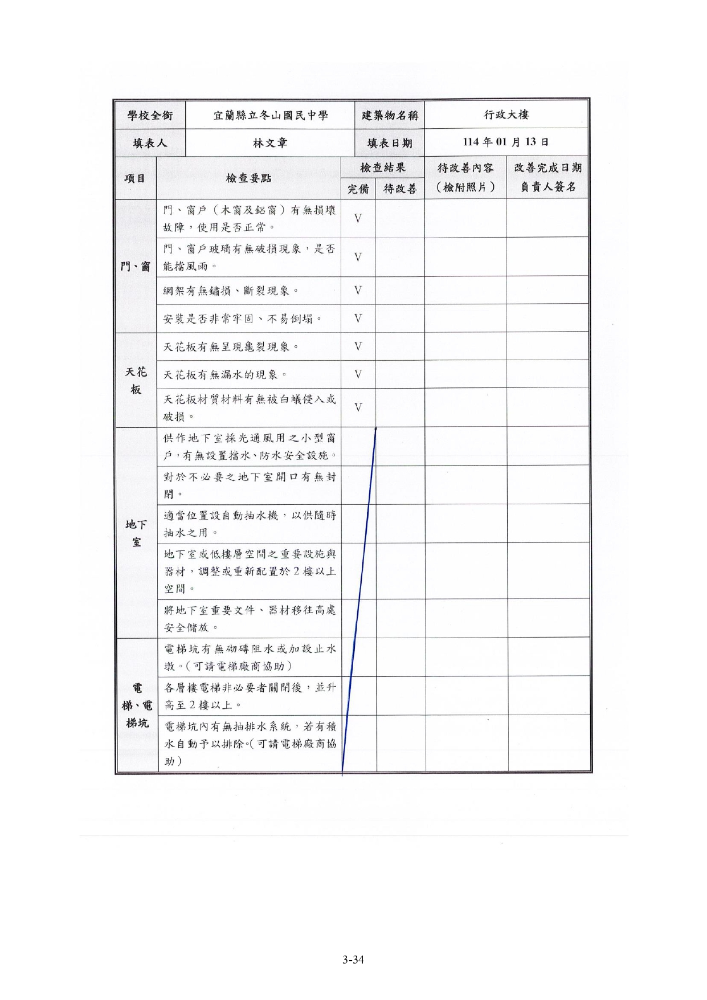 學校全銜 宜蘭縣立冬山國民中學 建築物名稱 行政大樓
填表人 林文章 填表日期 114 年 01 月 13 日
項目 檢查要點 檢查結果 待改善內容 改善完成日期
完備 待改善 （檢附照片） 負責人簽名
門、窗
門、窗戶（木窗及鋁窗）有無損壞
故障，使用是否正常。 V
門、窗戶玻璃有無破損現象，是否
能擋風雨。 V
網架有無鏽損、斷裂現象。 V
安裝是否非常牢固、不易倒塌。 V
天花
板
天花板有無呈現龜裂現象。 V
天花板有無漏水的現象。 V
天花板材質材料有無被白蟻侵入或
破損。 V
地下
室
供作地下室採光通風用之小型窗
戶，有無設置擋水、防水安全設施。
對於不必要之地下室開口有無封
閉。
適當位置設自動抽水機，以供隨時
抽水之用。
地下室或低樓層空間之重要設施與
器材，調整或重新配置於 2 樓以上
空間。
將地下室重要文件、器材移往高處
安全儲放。
電
梯、電
梯坑
電梯坑有無砌磚阻水或加設止水
墩。（可請電梯廠商協助）
各層樓電梯非必要者關閉後，並升
高至 2 樓以上。
電梯坑內有無抽排水系統，若有積
水自動予以排除。（可請電梯廠商協
助）
3-34